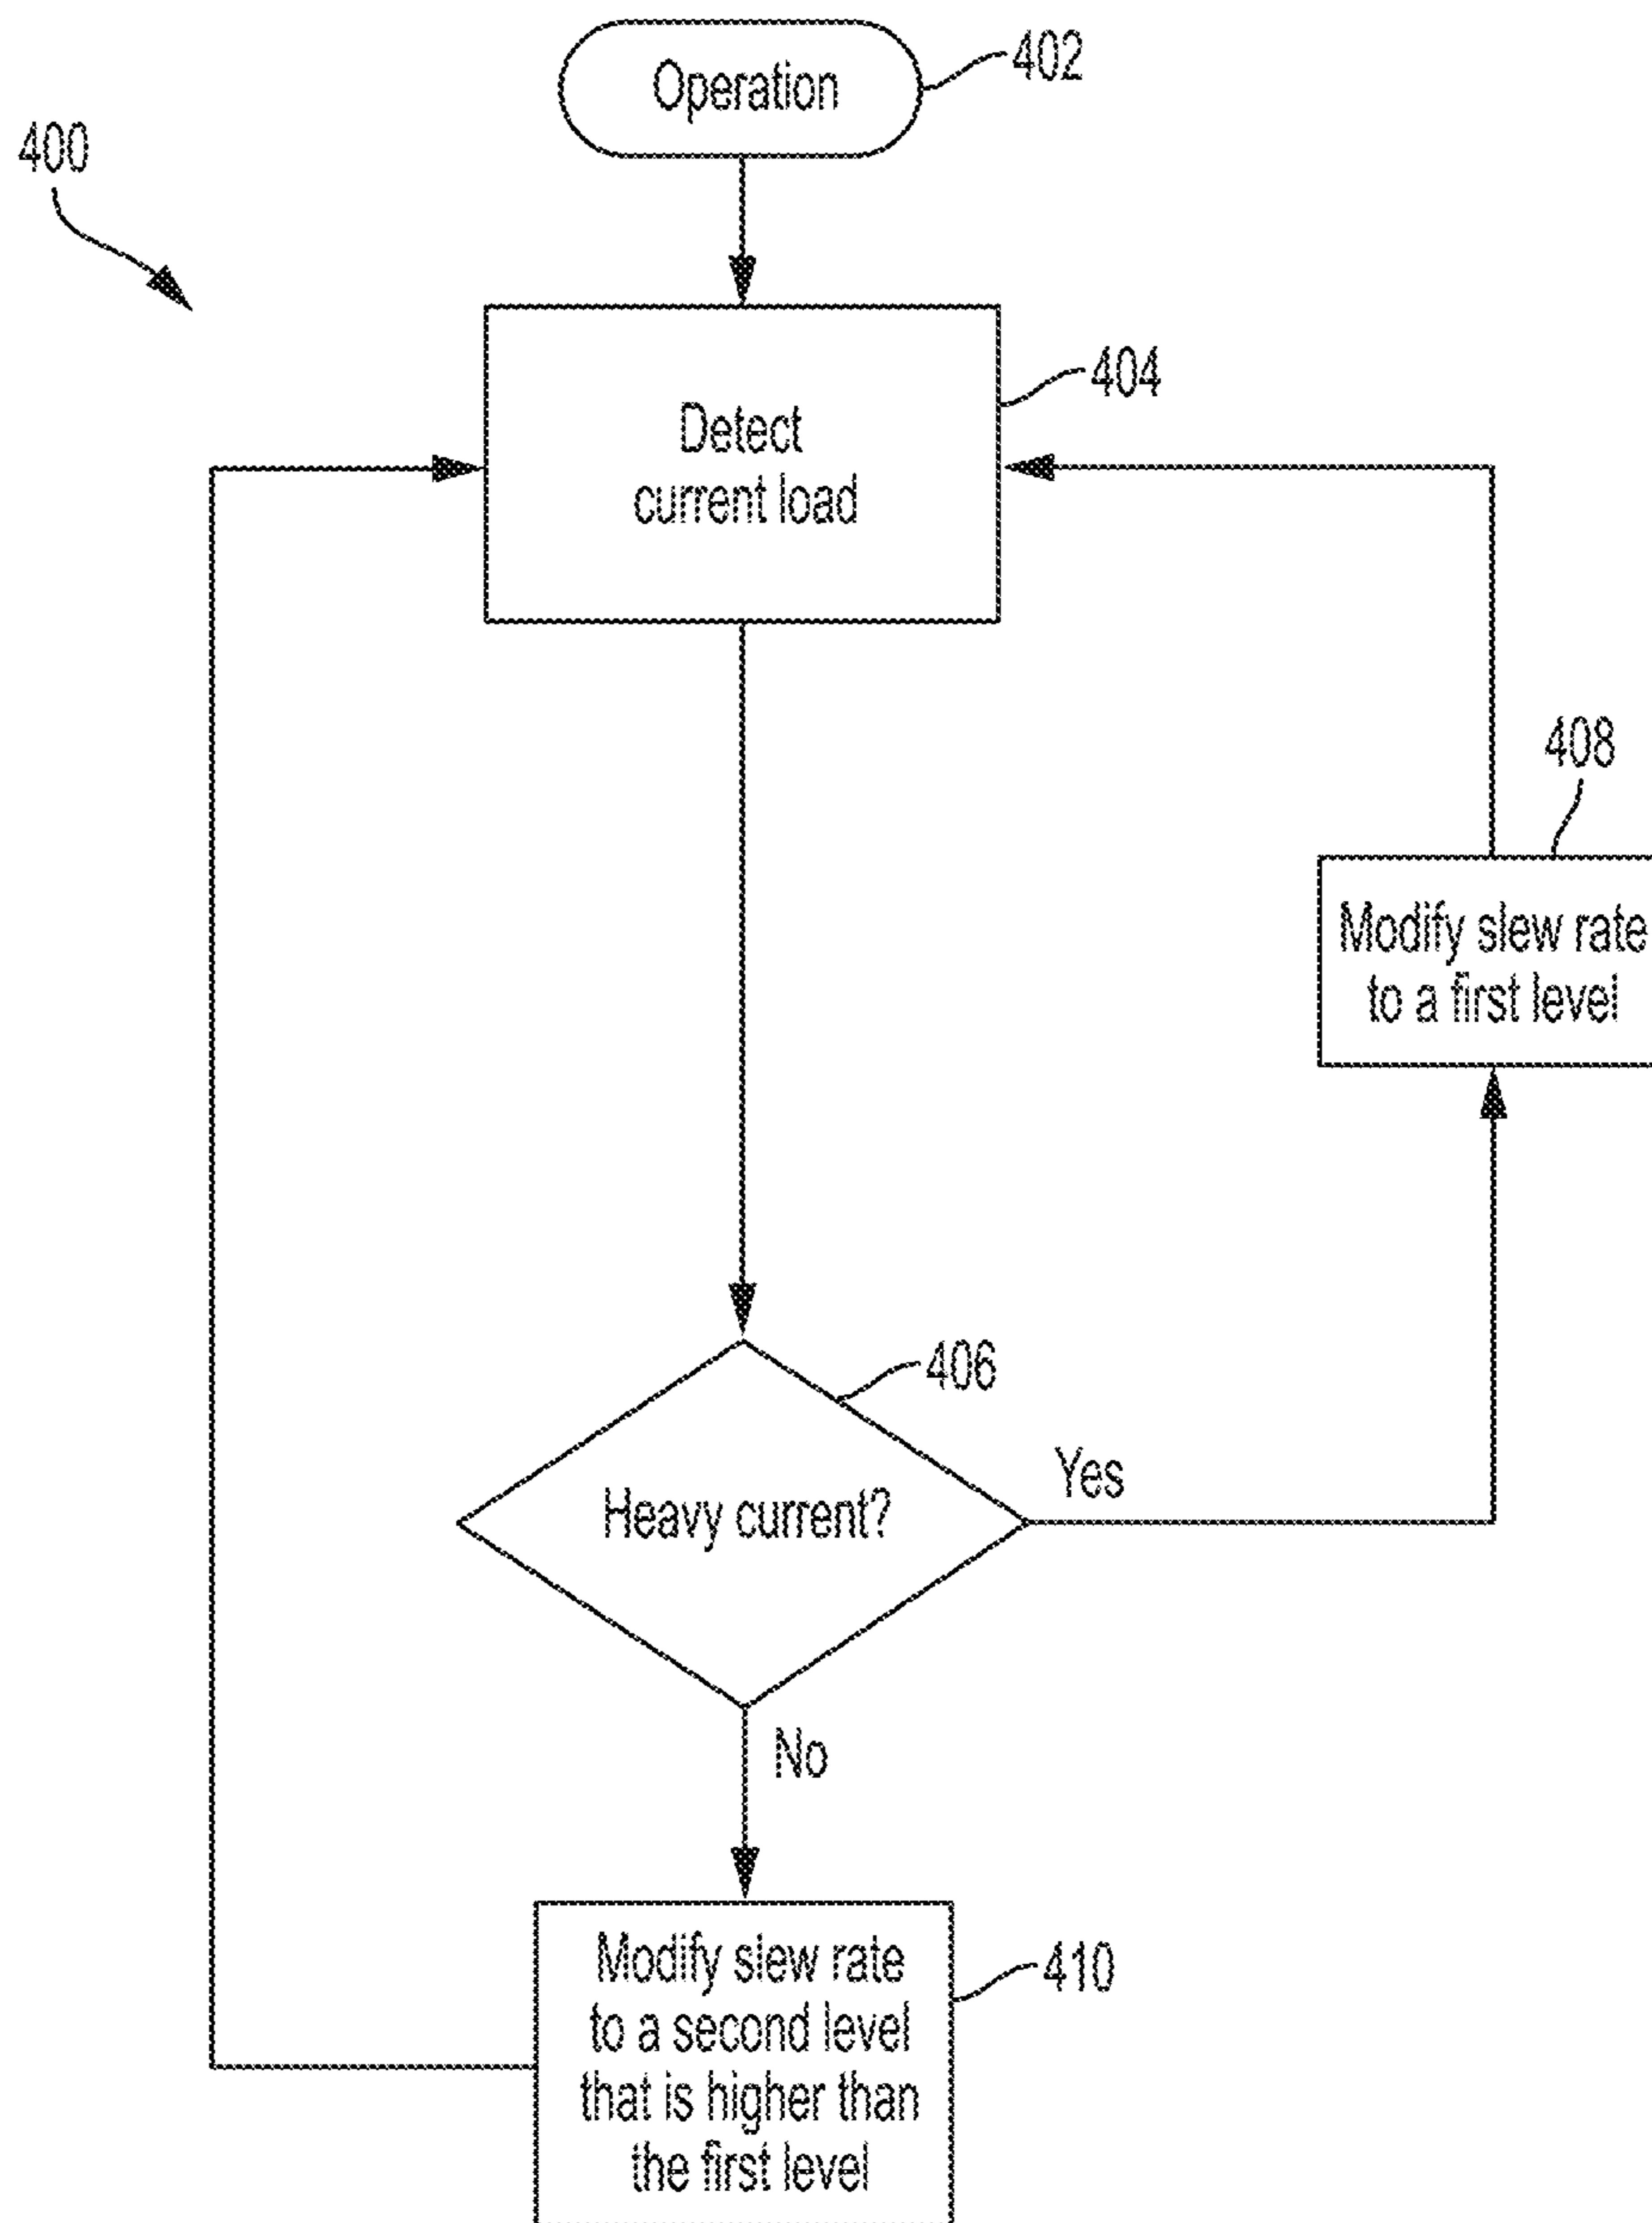 Operation
402
400
Detect
current load
404
408
Modify slew rate
to a first level
406
Heavy current?
Yes
No
Modify slew rate
to a second level
that is higher than
the first level
410